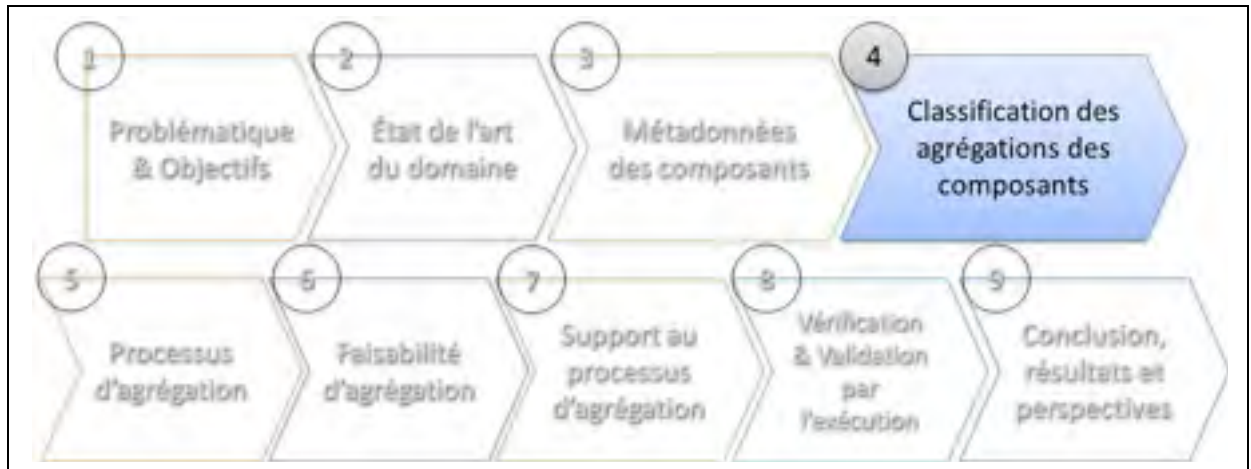 1
Problématique
& Objectifs
2
État de l'art
du domaine
3
Métadonnées
des composants
4
Classification des
agrégations des
composants
5
Processus
d'agrégation
6
Faisabilité
d'agrégation
7
Support au
processus
d'agrégation
8
Vérification
& Validation
par
l'exécution
9
Conclusion,
résultats et
perspectives